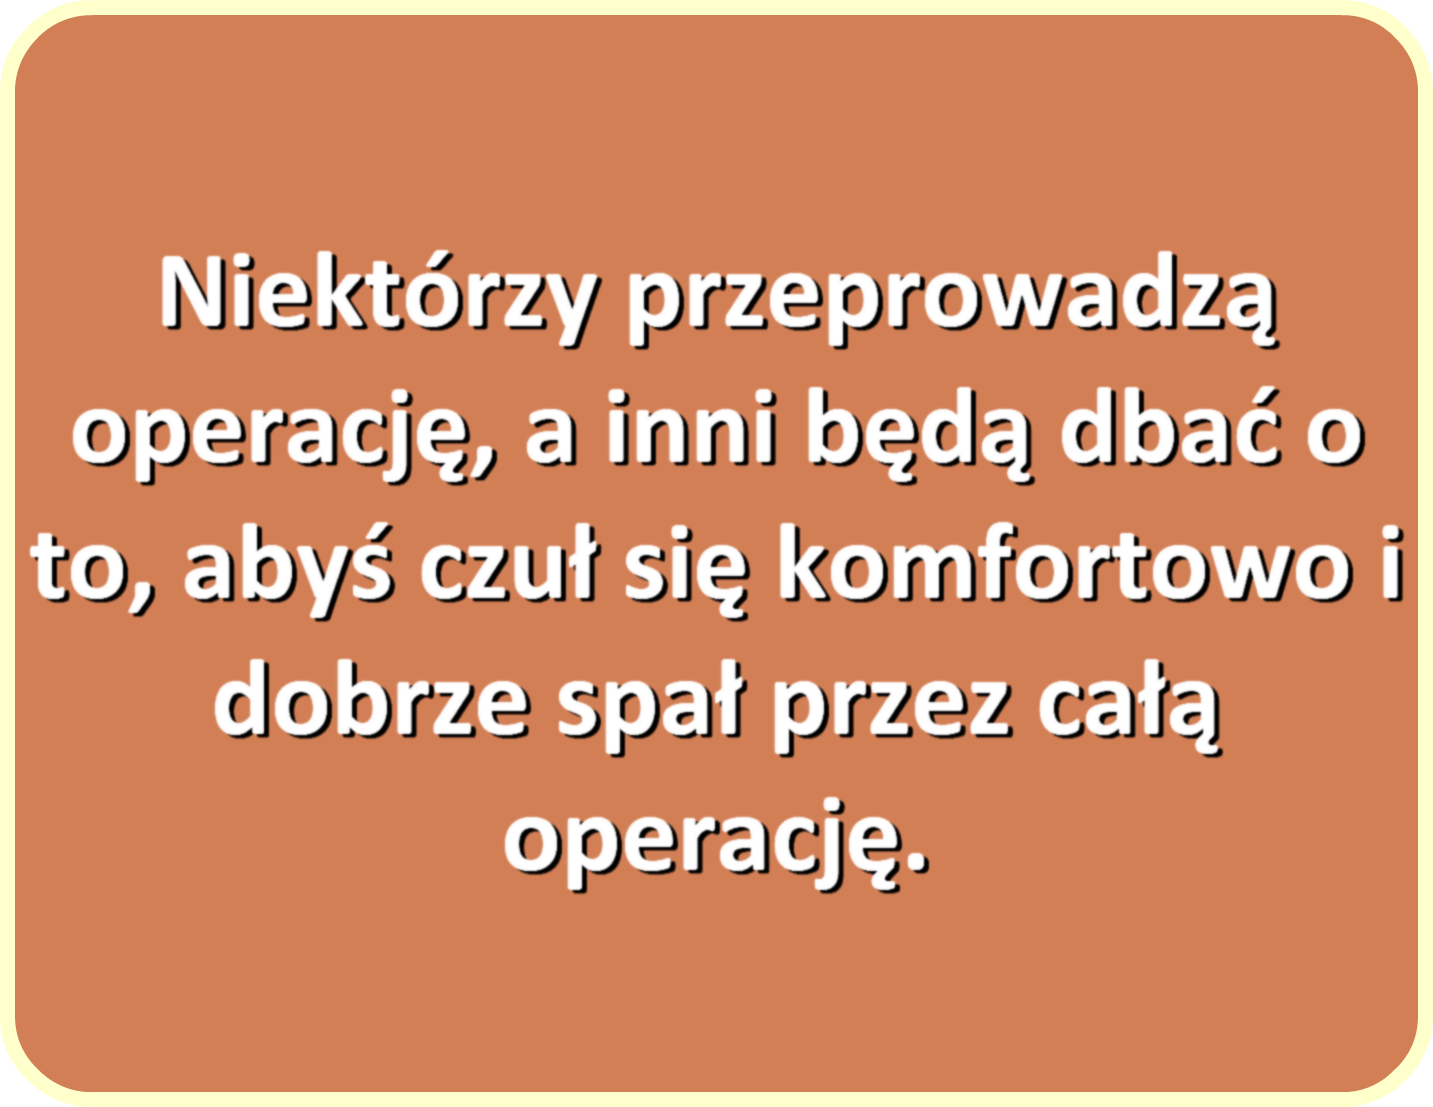 Niektórzy przeprowadzą
operację, a inni będą dbać o
to, abyś czuł się komfortowo i
dobrze spał przez całą
operację.